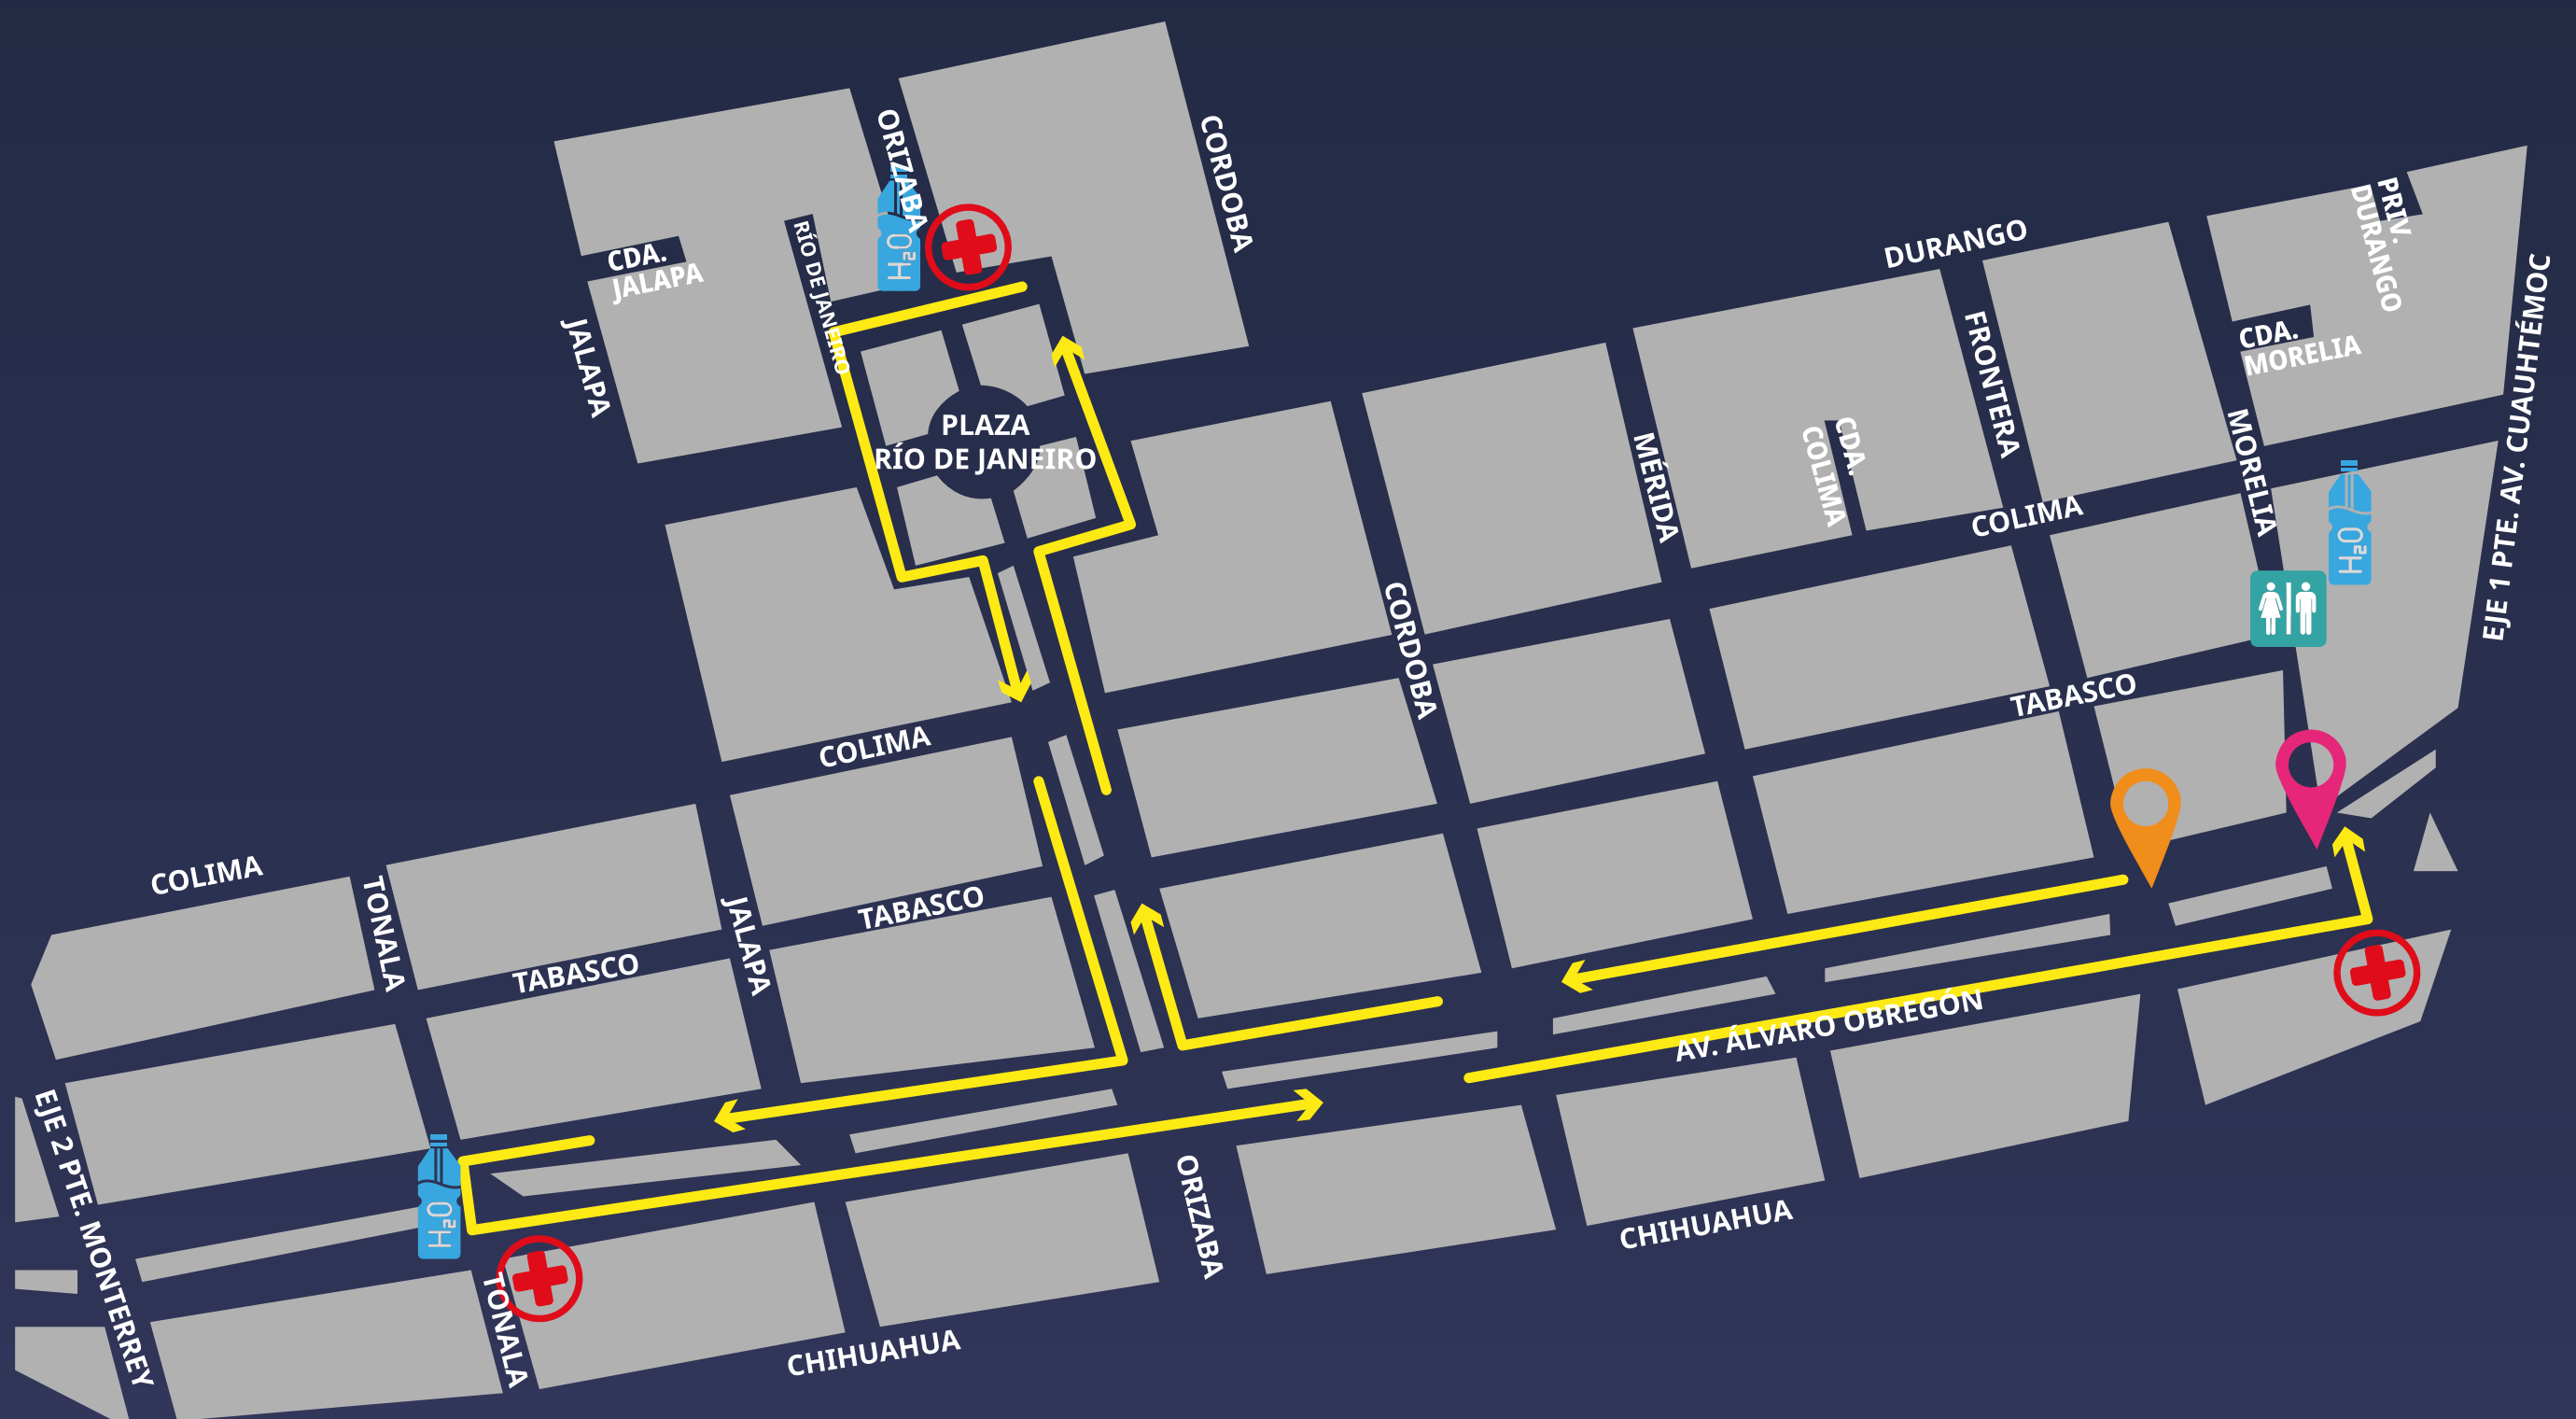 ORIZABA
CORDOBA
RÍO DE JANEIRO
H₂O
CDA.
JALAPA
JALAPA
PLAZA
RÍO DE JANEIRO
DURANGO
PRIV.
DURANGO
FRONTERA
CDA.
MORELIA
EJE 1 PTE. AV. CUAUHTÉMOC
MÉRIDA
CDA.
COLIMA
MORELIA
COLIMA
H₂O
CORDOBA
TABASCO
COLIMA
COLIMA
TONALA
JALAPA
TABASCO
TABASCO
AV. ÁLVARO OBREGÓN
EJE 2 PTE. MONTERREY
H₂O
ORIZABA
CHIHUAHUA
TONALA
CHIHUAHUA